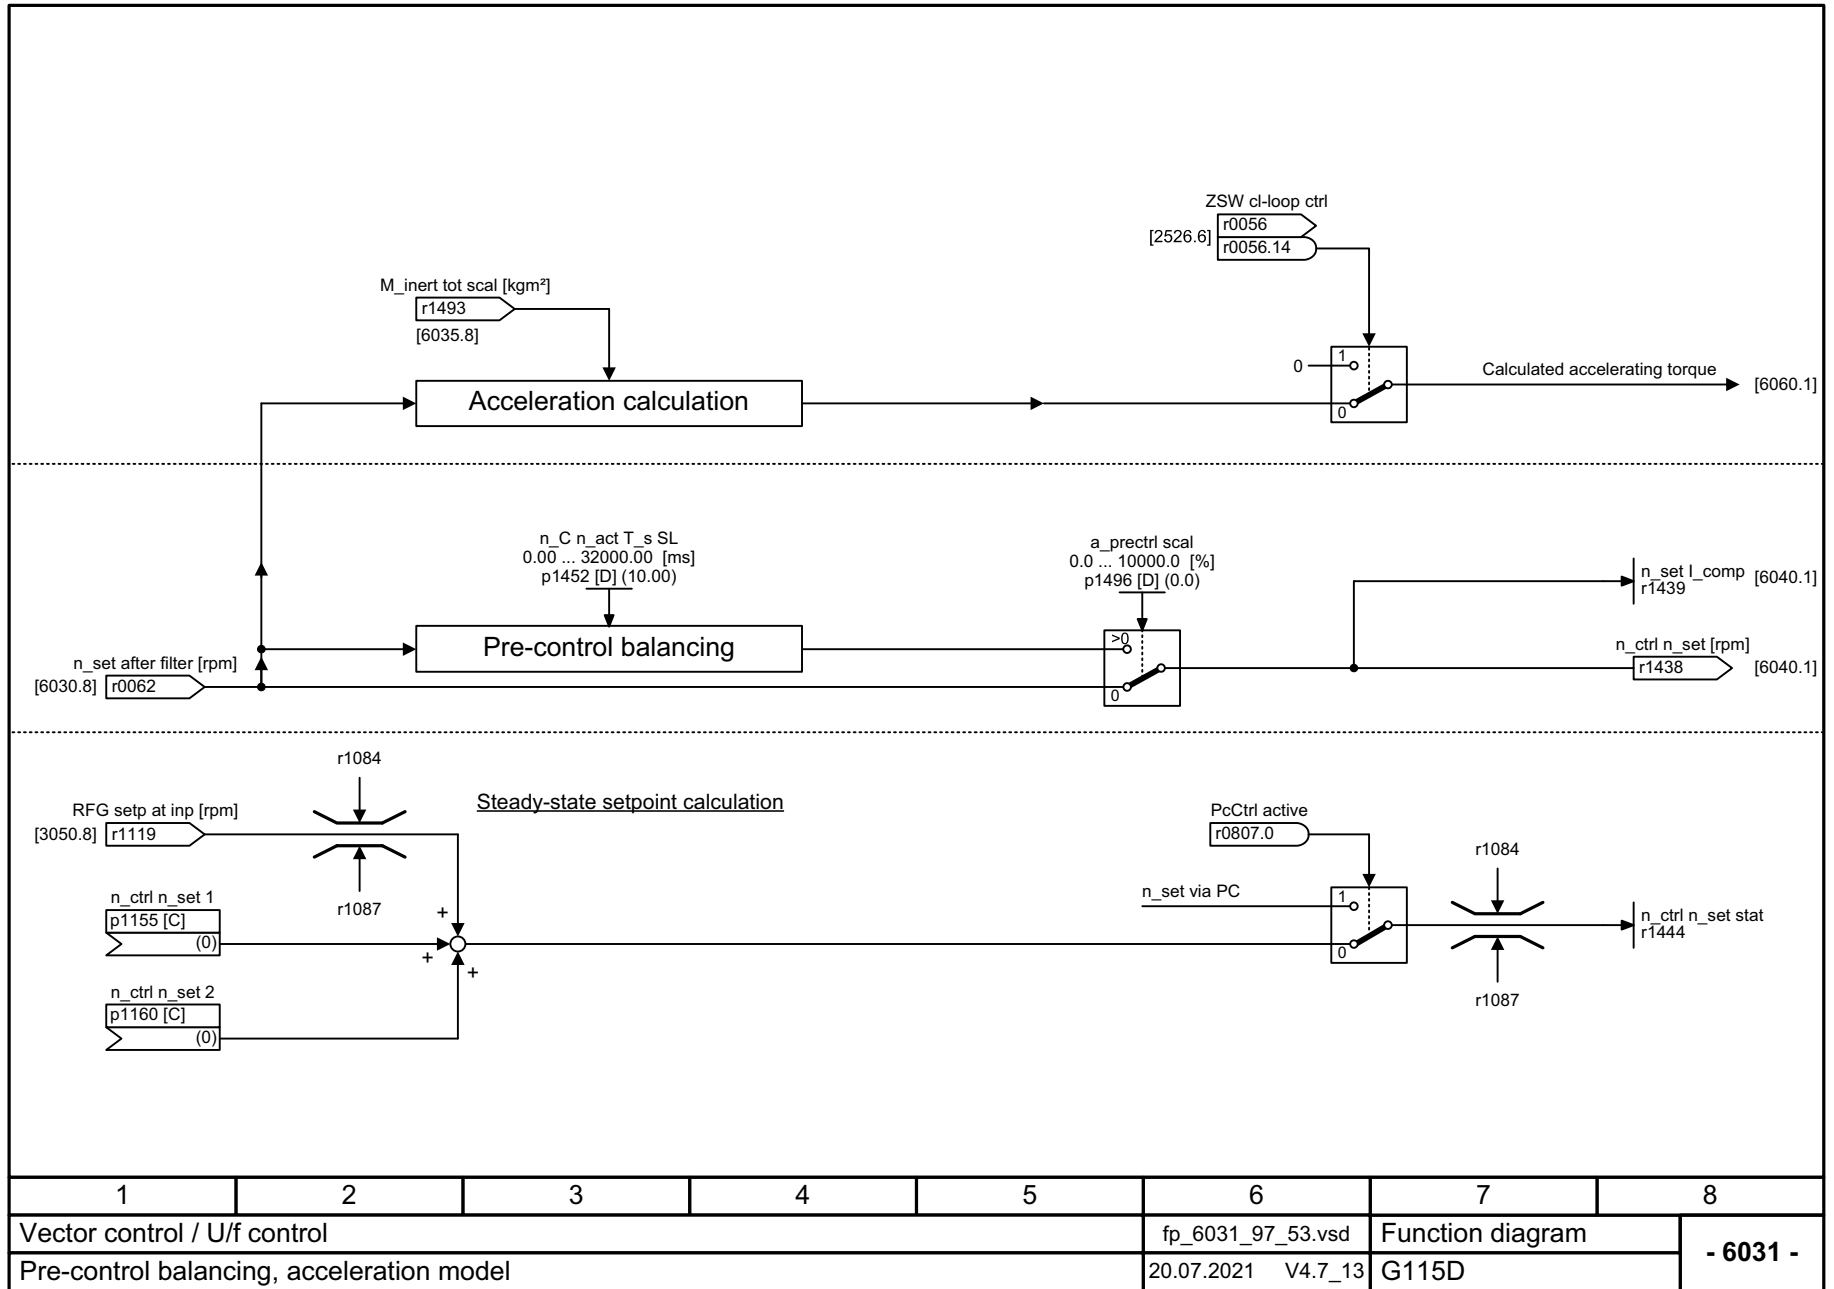 ZSW cl-loop ctrl
r0056
[2526.6]
r0056.14
M_inert tot scal [kgm²]
r1493
[6035.8]
1
0
0
Calculated accelerating torque
[6060.1]
Acceleration calculation
n_C n_act T_s SL
0.00 ... 32000.00 [ms]
p1452 [D] (10.00)
a_prectrl scal
0.0 ... 10000.0 [%]
p1496 [D] (0.0)
n_set I_comp
r1439
[6040.1]
Pre-control balancing
>0
0
n_set after filter [rpm]
[6030.8]
r0062
n_ctrl n_set [rpm]
r1438
[6040.1]
r1084
Steady-state setpoint calculation
RFG setp at inp [rpm]
[3050.8]
r1119
r1087
PcCtrl active
r0807.0
r1084
n_ctrl n_set 1
p1155 [C]
(0)
+
+
+
n_set via PC
1
0
n_ctrl n_set stat
r1444
r1087
n_ctrl n_set 2
p1160 [C]
(0)
1 2 3 4 5 6 7 8
Vector control / U/f control
fp_6031_97_53.vsd
Function diagram
- 6031 -
Pre-control balancing, acceleration model
20.07.2021 V4.7_13
G115D